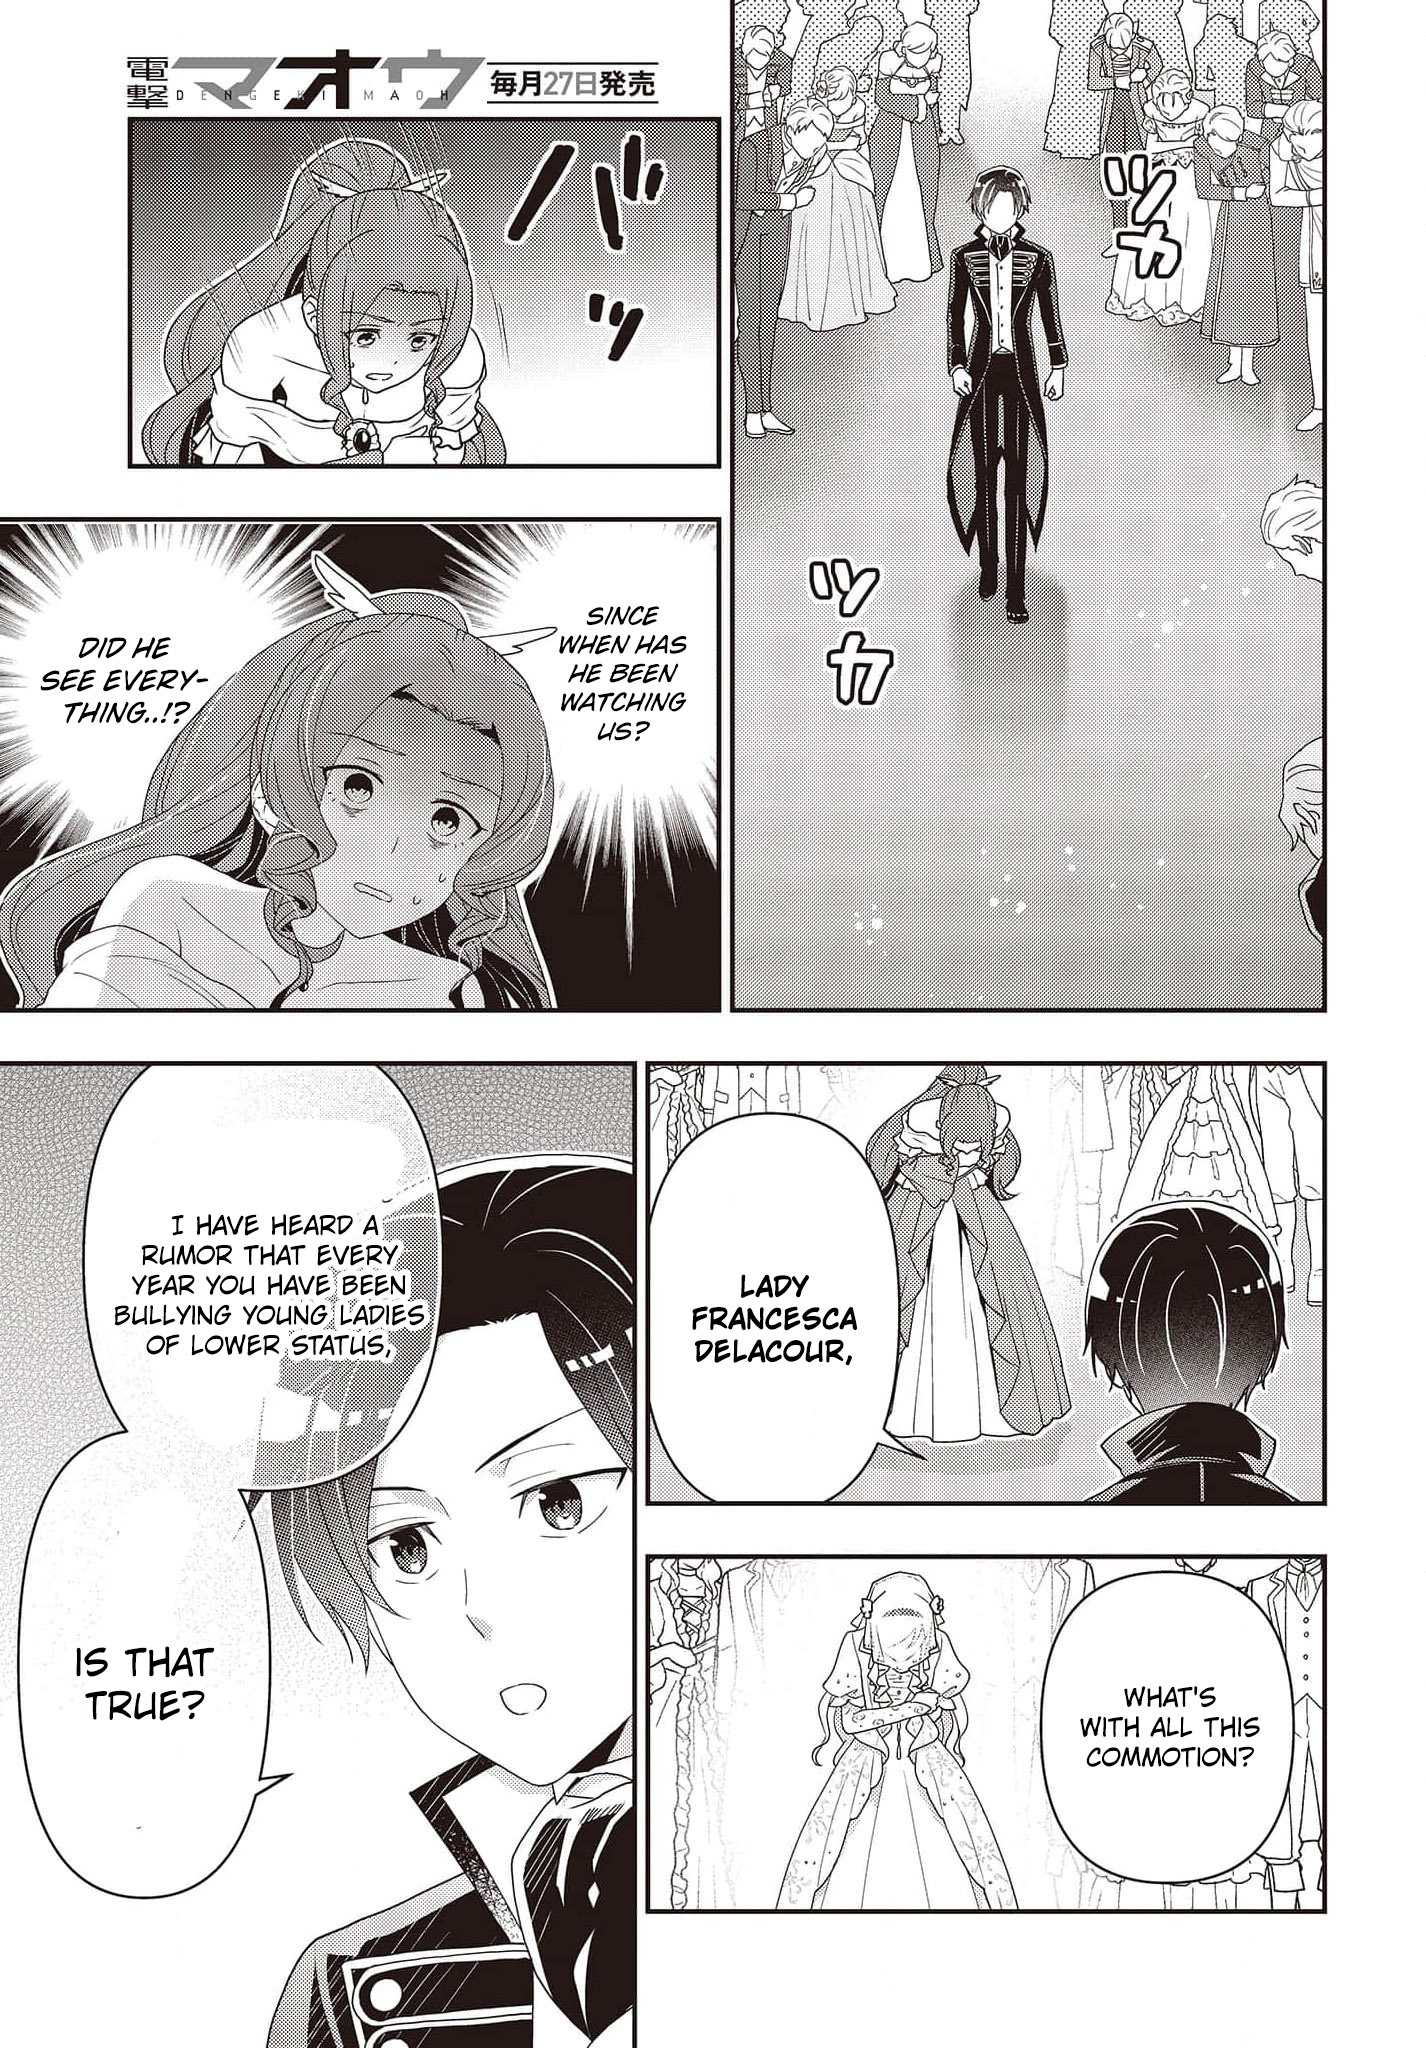 電撃マオウ
DENGEKI MAOH
毎月27日発売
ツカ
ツカ
バッ
SINCE
WHEN HAS
HE BEEN
WATCHING
US?
DID HE
SEE EVERY-
THING..!?
LADY
FRANCESCA
DELACOUR,
WHAT'S
WITH ALL THIS
COMMOTION?
I HAVE HEARD A
RUMOR THAT EVERY
YEAR YOU HAVE BEEN
BULLYING YOUNG LADIES
OF LOWER STATUS,
IS THAT
TRUE?